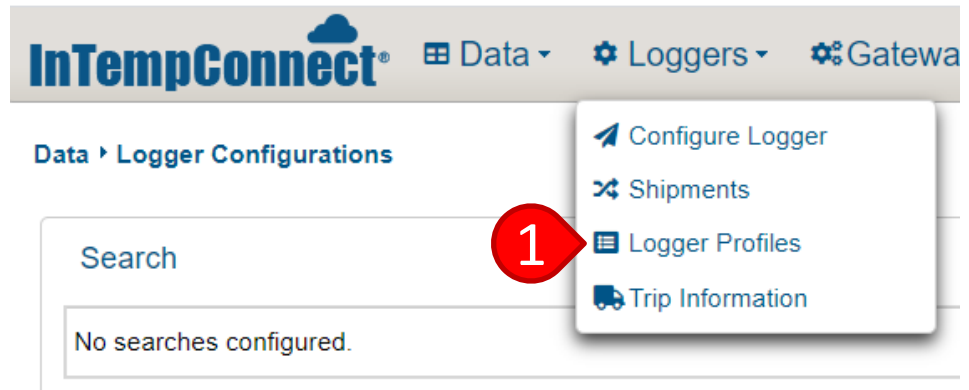 InTempConnect® Data Loggers Gatewa
Configure Logger
Data Logger Configurations
Shipments
1 Logger Profiles
Search
Trip Information
No searches configured.